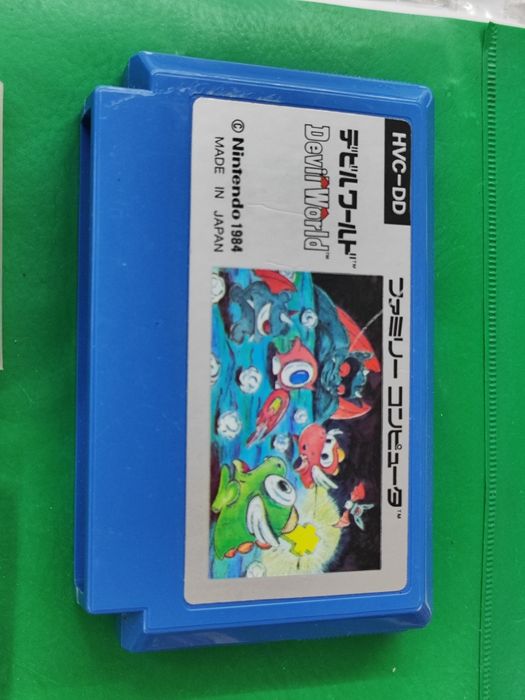 HVC-DD
ファミリー コンピュータ™
デビルワールド™
Devil World™
© Nintendo 1984
MADE IN JAPAN